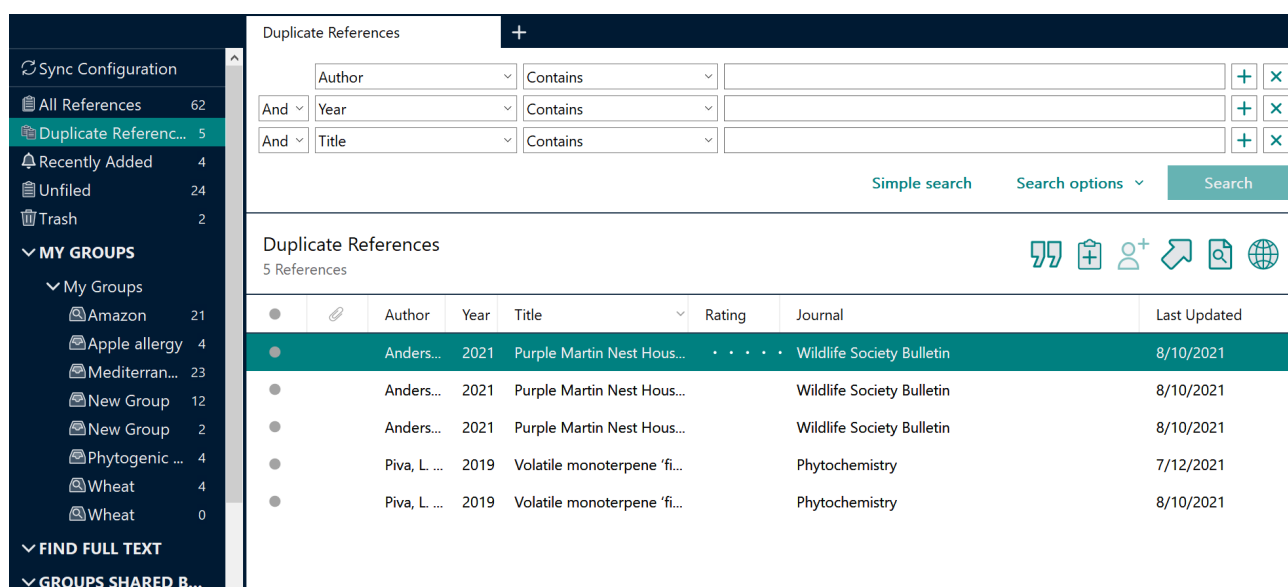 Duplicate References
Sync Configuration
All References 62
Duplicate Referenc... 5
Recently Added 4
Unfiled 24
Trash 2
MY GROUPS
My Groups
Amazon 21
Apple allergy 4
Mediterran... 23
New Group 12
New Group 2
Phytogenic ... 4
Wheat 4
Wheat 0
FIND FULL TEXT
GROUPS SHARED B...
Author Contains
And Year Contains
And Title Contains
Simple search Search options Search
Duplicate References
5 References
Author Year Title Rating Journal Last Updated
Anders... 2021 Purple Martin Nest Hous... Wildlife Society Bulletin 8/10/2021
Anders... 2021 Purple Martin Nest Hous... Wildlife Society Bulletin 8/10/2021
Anders... 2021 Purple Martin Nest Hous... Wildlife Society Bulletin 8/10/2021
Piva, L. ... 2019 Volatile monoterpene ‘fi... Phytochemistry 7/12/2021
Piva, L. ... 2019 Volatile monoterpene ‘fi... Phytochemistry 8/10/2021